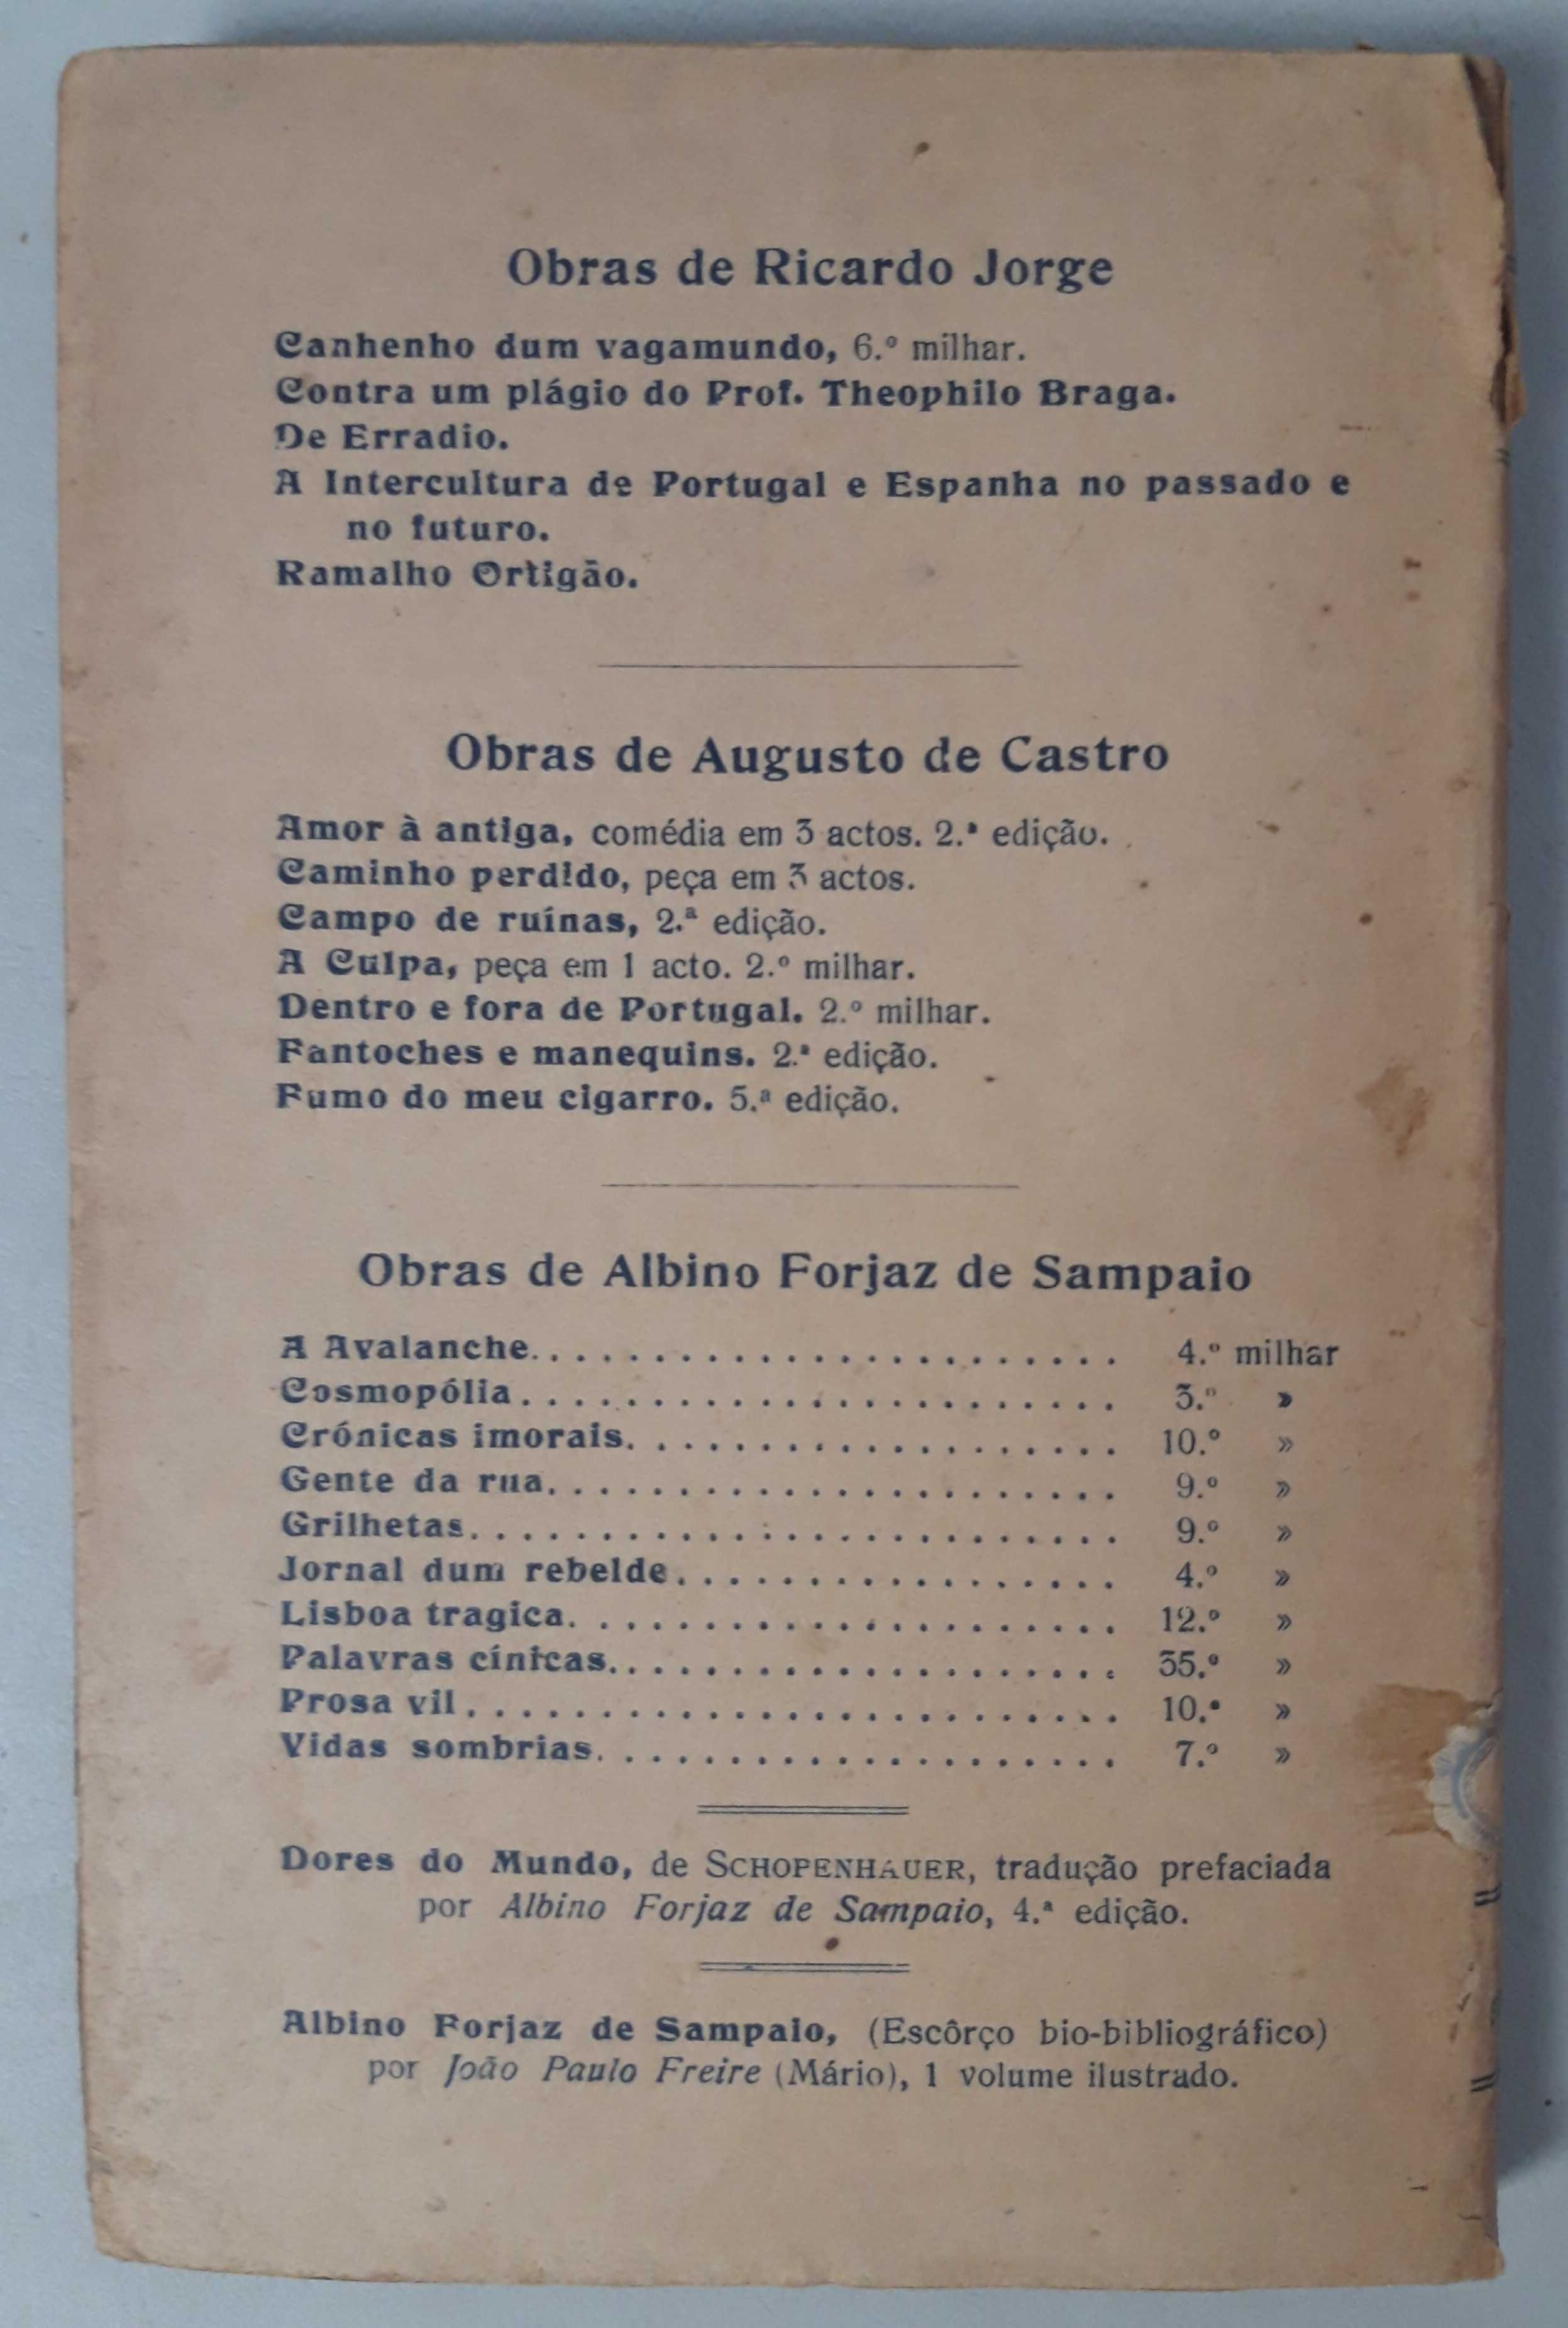 Obras de Ricardo Jorge
Canhenho dum vagamundo, 6.º milhar.
Contra um plágio do Prof. Theophilo Braga.
De Erradio.
A Intercultura de Portugal e Espanha no passado e
no futuro.
Ramalho Ortigão.
Obras de Augusto de Castro
Amor à antiga, comédia em 3 actos. 2.ª edição.
Caminho perdido, peça em 3 actos.
Campo de ruínas, 2.ª edição.
A Culpa, peça em 1 acto. 2.º milhar.
Dentro e fora de Portugal. 2.º milhar.
Fantoches e manequins. 2.ª edição.
Fumo do meu cigarro. 5.ª edição.
Obras de Albino Forjaz de Sampaio
A Avalanche. . . . . . . . . . . . . . . . . . . . . . . 4.º milhar
Cosmopólia . . . . . . . . . . . . . . . . . . . . . . . 3.º »
Crónicas imorais. . . . . . . . . . . . . . . . . . . . 10.º »
Gente da rua. . . . . . . . . . . . . . . . . . . . . . . 9.º »
Grilhetas. . . . . . . . . . . . . . . . . . . . . . . . . 9.º »
Jornal dum rebelde . . . . . . . . . . . . . . . . . 4.º »
Lisboa tragica. . . . . . . . . . . . . . . . . . . . . . 12.º »
Palavras cínicas. . . . . . . . . . . . . . . . . . . . . 35.º »
Prosa vil . . . . . . . . . . . . . . . . . . . . . . . . . 10.º »
Vidas sombrias. . . . . . . . . . . . . . . . . . . . . 7.º »
Dores do Mundo, de SCHOPENHAUER, tradução prefaciada
por Albino Forjaz de Sampaio, 4.ª edição.
Albino Forjaz de Sampaio, (Escôrço bio-bibliográfico)
por João Paulo Freire (Mário), 1 volume ilustrado.